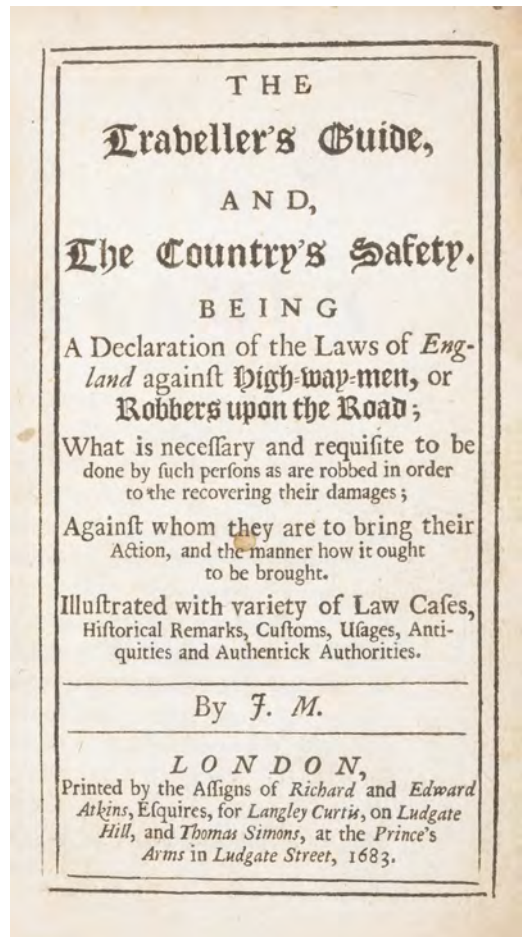 THE
Traveller's Guide,
AND,
The Country's Safety.
BEING
A Declaration of the Laws of Eng-
land againſt High-way-men, or
Robbers upon the Road;
What is neceſſary and requiſite to be
done by ſuch perſons as are robbed in order
to the recovering their damages;
Againſt whom they are to bring their
Action, and the manner how it ought
to be brought.
Illuſtrated with variety of Law Caſes,
Hiſtorical Remarks, Cuſtoms, Uſages, Anti-
quities and Authentick Authorities.
By J. M.
LONDON,
Printed by the Aſſigns of Richard and Edward
Atkins, Eſquires, for Langley Curtis, on Ludgate
Hill, and Thomas Simons, at the Prince's
Arms in Ludgate Street, 1683.